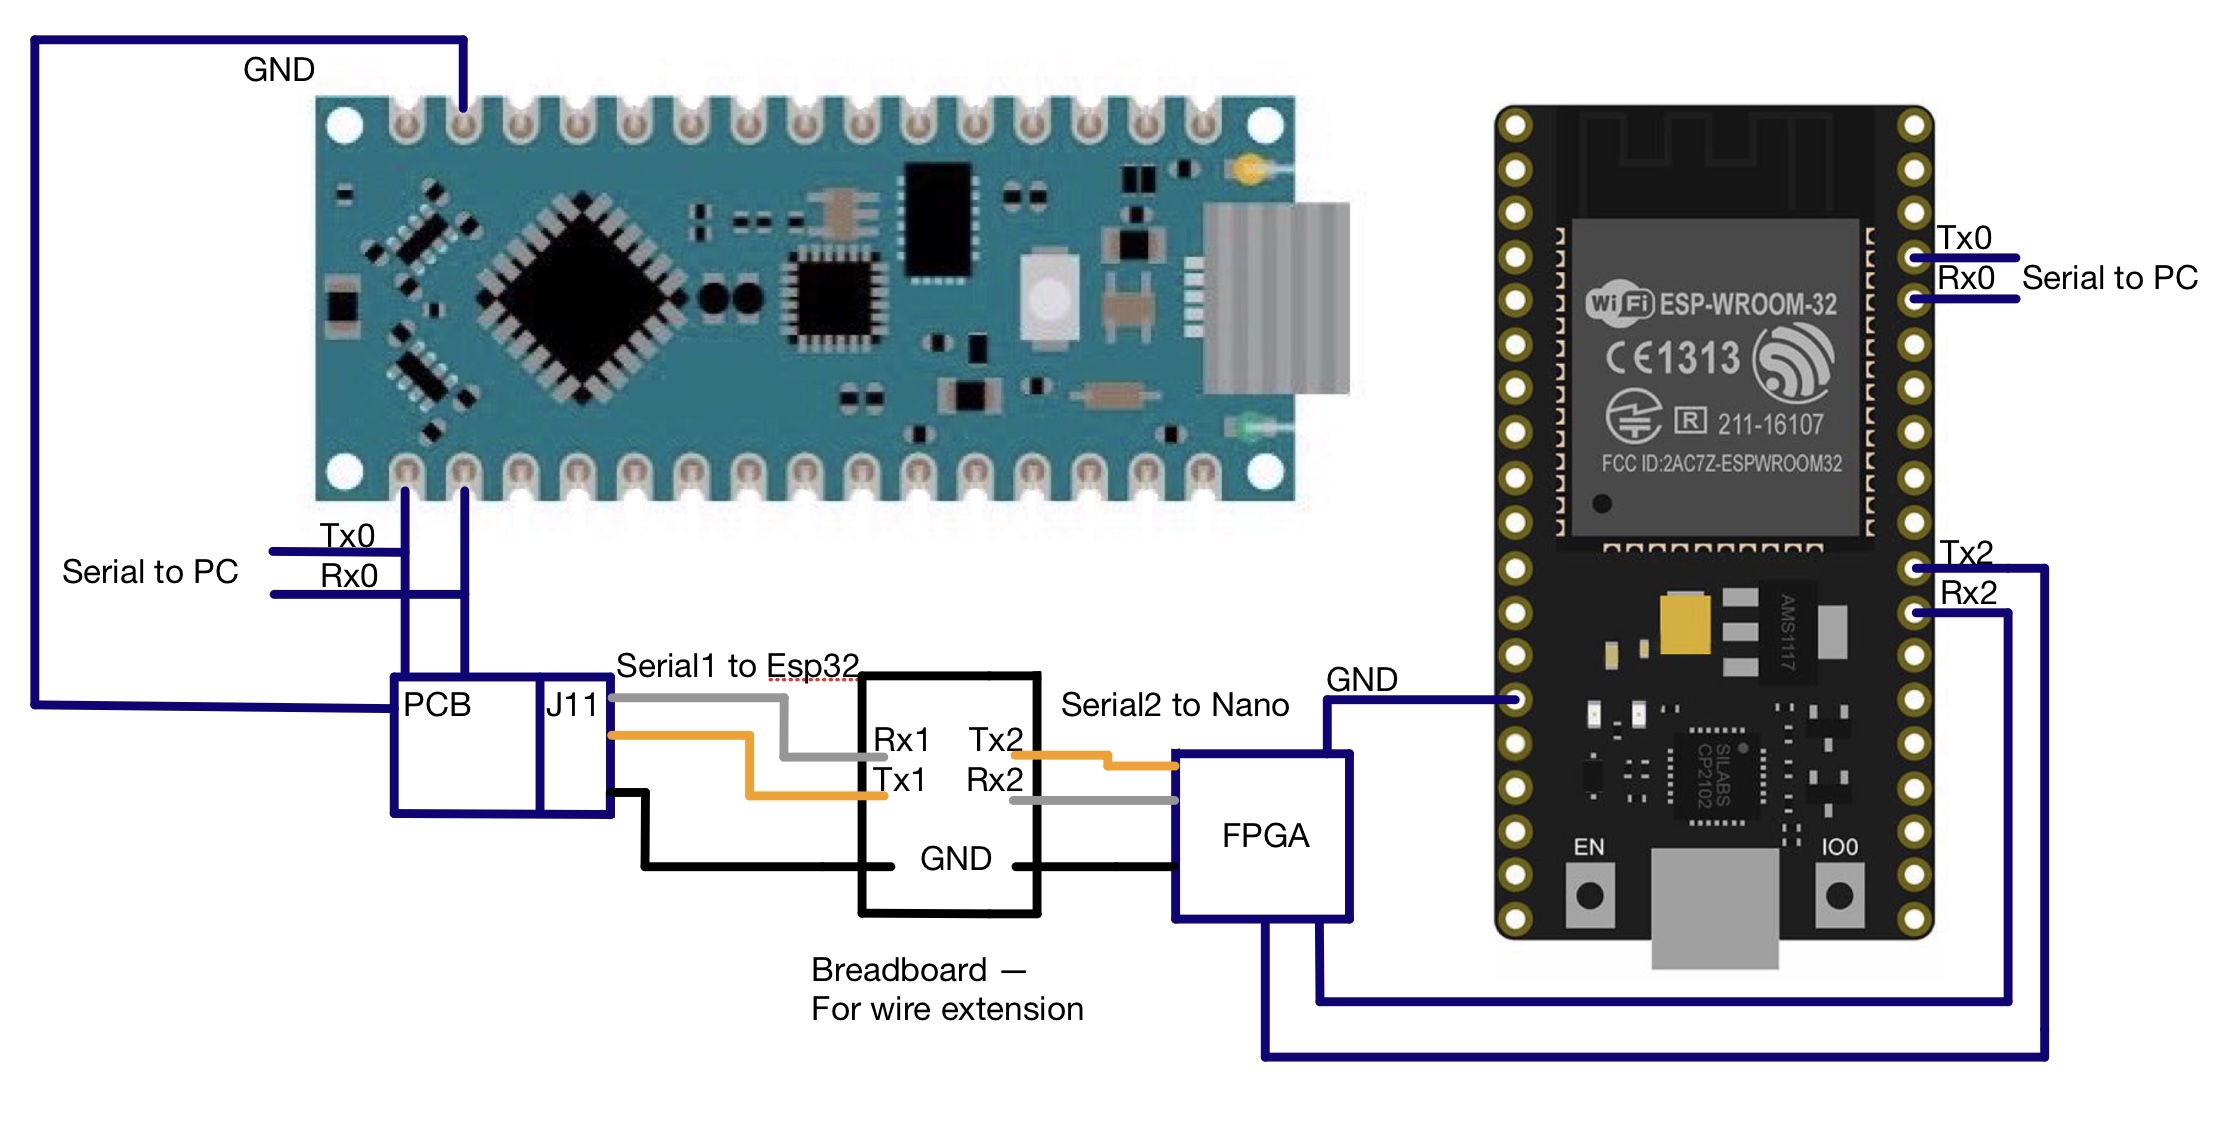 GND
Tx0
Rx0
Serial to PC
WiFi ESP-WROOM-32
CE1313
R 211-16107
FCC ID:2AC7Z-ESPWROOM32
Tx0
Serial to PC
Rx0
Tx2
Rx2
AMS1117
PCB
J11
Serial1 to Esp32
Serial2 to Nano
GND
Rx1
Tx2
Tx1
Rx2
GND
FPGA
SILABS
CP2102
EN
IO0
Breadboard —
For wire extension